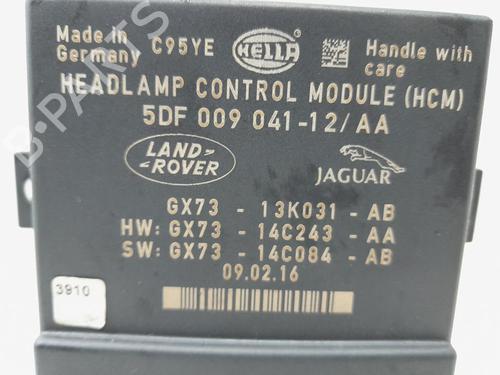 Made in Germany
C95YE
HELLA
Handle with care
HEADLAMP CONTROL MODULE (HCM)
5DF 009 041-12/AA
LAND-ROVER
JAGUAR
GX73 - 13K031 - AB
HW: GX73 - 14C243 - AA
SW: GX73 - 14C084 - AB
09.02.16
3910
B-PARTS